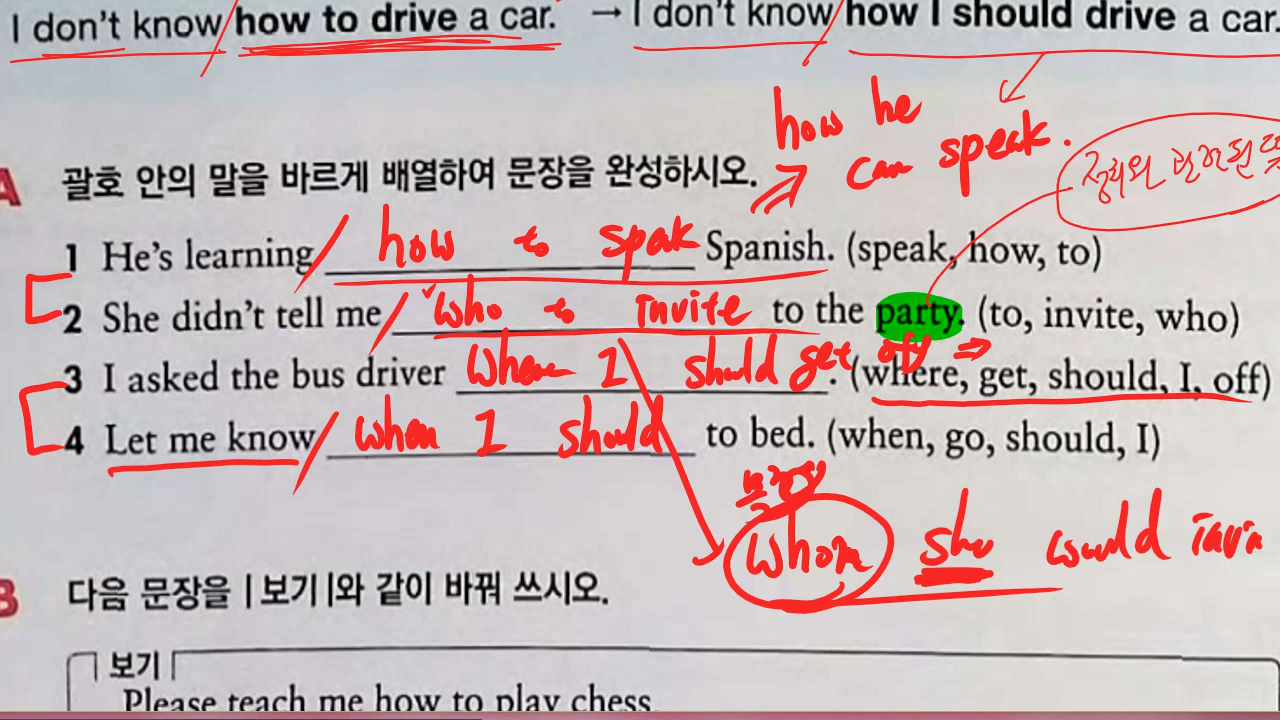 I don't know / how to drive a car. → I don't know / how I should drive a car.
how he
can speak.
A 괄호 안의 말을 바르게 배열하여 문장을 완성하시오.
1 He's learning / how to speak Spanish. (speak, how, to)
2 She didn't tell me / who to invite to the party. (to, invite, who)
3 I asked the bus driver where I should get off. (where, get, should, I, off)
4 Let me know / when I should to bed. (when, go, should, I)
whom she would
B 다음 문장을 |보기|와 같이 바꿔 쓰시오.
보기
Please teach me how to play chess.